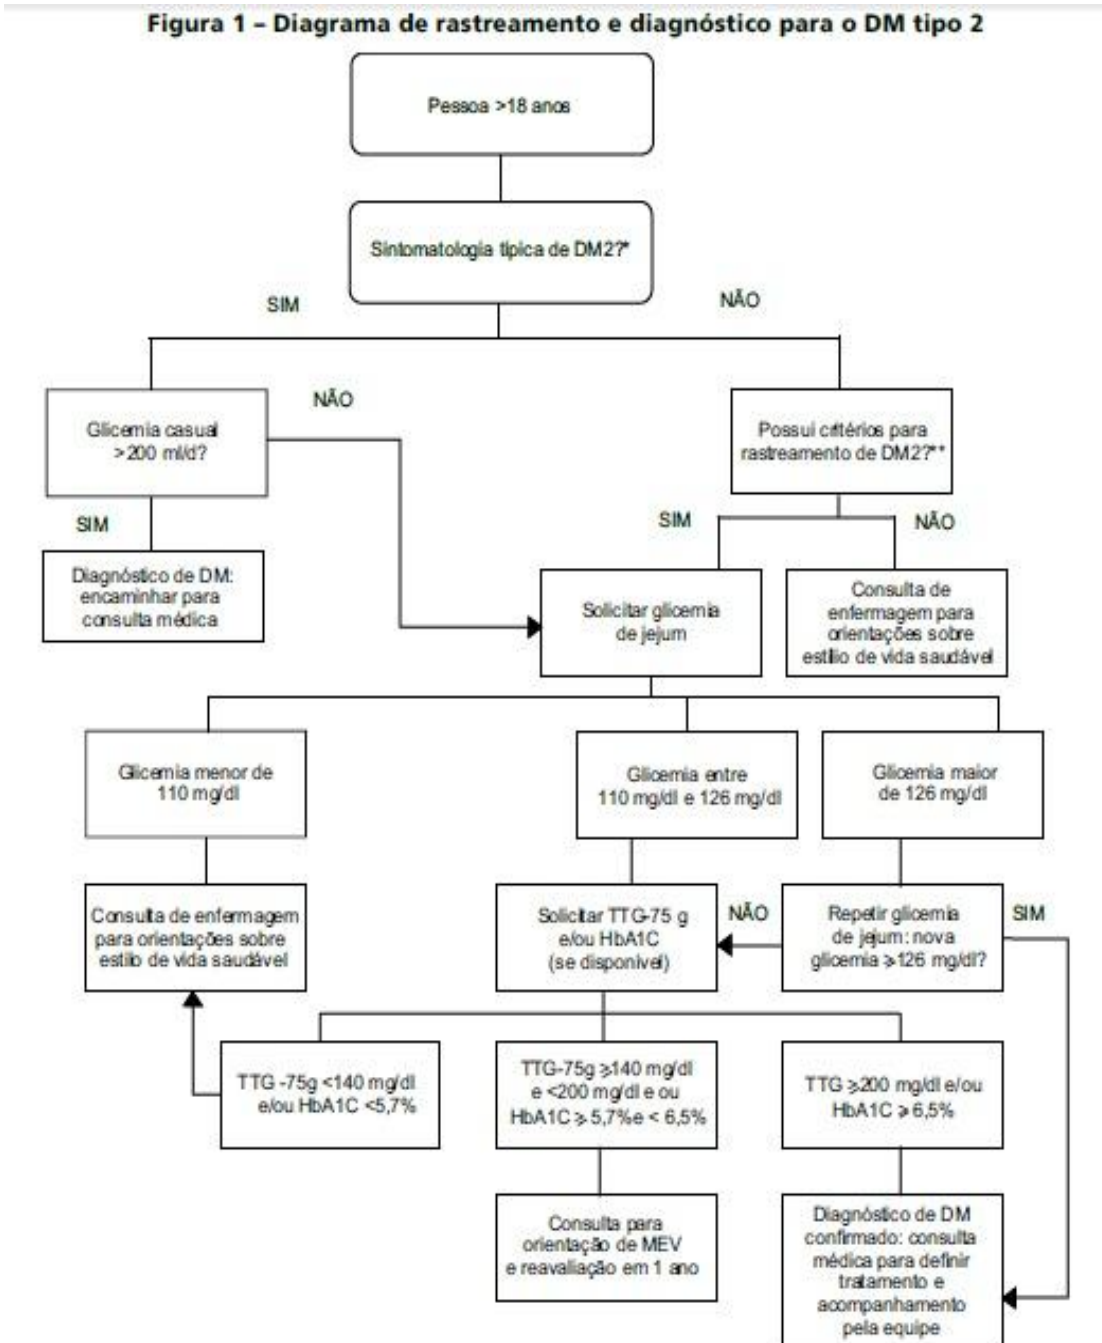 Figura 1 – Diagrama de rastreamento e diagnóstico para o DM tipo 2
Pessoa >18 anos
Sintomatologia típica de DM2?*
SIM
NÃO
Glicemia casual
>200 ml/d?
NÃO
Possui critérios para
rastreamento de DM2?**
SIM
Diagnóstico de DM:
encaminhar para
consulta médica
SIM
NÃO
Solicitar glicemia
de jejum
Consulta de
enfermagem para
orientações sobre
estílio de vida saudável
Glicemia menor de
110 mg/dl
Glicemia entre
110 mg/dl e 126 mg/dl
Glicemia maior
de 126 mg/dl
Consulta de enfermagem
para orientações sobre
estilo de vida saudável
Solicitar TTG-75 g
e/ou HbA1C
(se disponível)
NÃO
Repetir glicemia
de jejum: nova
glicemia ⩾126 mg/dl?
SIM
TTG -75g <140 mg/dl
e/ou HbA1C <5,7%
TTG-75g ⩾140 mg/dl
e <200 mg/dl e ou
HbA1C ⩾ 5,7%e < 6,5%
TTG ⩾200 mg/dl e/ou
HbA1C ⩾ 6,5%
Consulta para
orientação de MEV
e reavaliação em 1 ano
Diagnóstico de DM
confirmado: consulta
médica para definir
tratamento e
acompanhamento
pela equipe